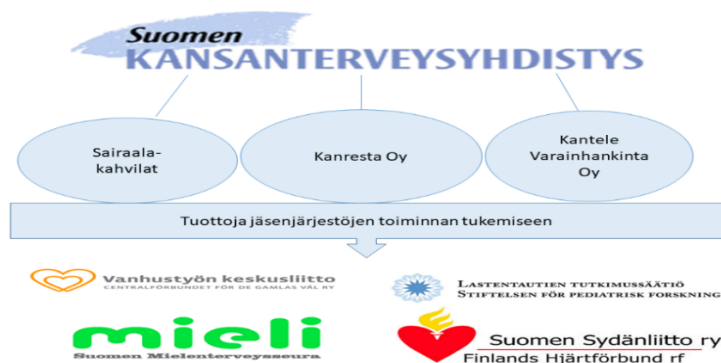 Suomen
KANSANTERVEYSYHDISTYS
Sairaala-
kahvilat
Kanresta Oy
Kantele
Varainhankinta
Oy
Tuottoja jäsenjärjestöjen toiminnan tukemiseen
Vanhustyön keskusliitto
CENTRALFÖRBUNDET FÖR DE GAMLAS VÄL RY
LASTENTAUTIEN TUTKIMUSSÄÄTIÖ
STIFTELSEN FÖR PEDIATRISK FORSKNING
mieli
Suomen Mielenterveysseura
Suomen Sydänliitto ry
Finlands Hjärtförbund rf